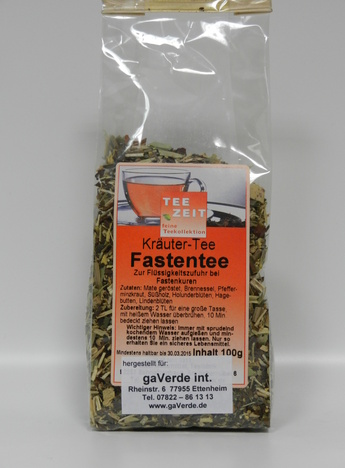 TEE
ZEIT
feine
Teekollektion
Kräuter-Tee
Fastentee
Zur Flüssigkeitszufuhr bei
Fastenkuren
Zutaten: Mate geröstet, Brennessel, Pfeffer-
minzkraut, Süßholz, Holunderblüten, Hage-
butten, Lindenblüten
Zubereitung: 2 TL für eine große Tasse
mit heißem Wasser überbrühen. 10 Min.
bedeckt ziehen lassen
Wichtiger Hinweis: Immer mit sprudelnd
kochendem Wasser aufgießen und min-
destens 10 Min. ziehen lassen. Nur so
erhalten Sie ein sicheres Lebensmittel.
Mindestens haltbar bis 30.03.2015 Inhalt 100g
hergestellt für:
gaVerde int.
Rheinstr. 6 77955 Ettenheim
Tel. 07822 – 86 13 13
www.gaVerde.de